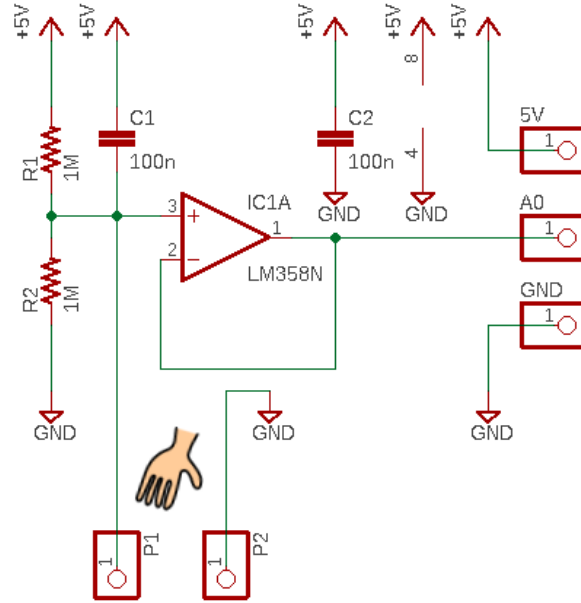 +5V
+5V
+5V
+5V
+5V
8
4
R1
1M
C1
100n
C2
100n
GND
GND
5V
1
A0
1
GND
1
IC1A
3
+
1
2
-
LM358N
R2
1M
GND
GND
GND
P1
1
P2
1